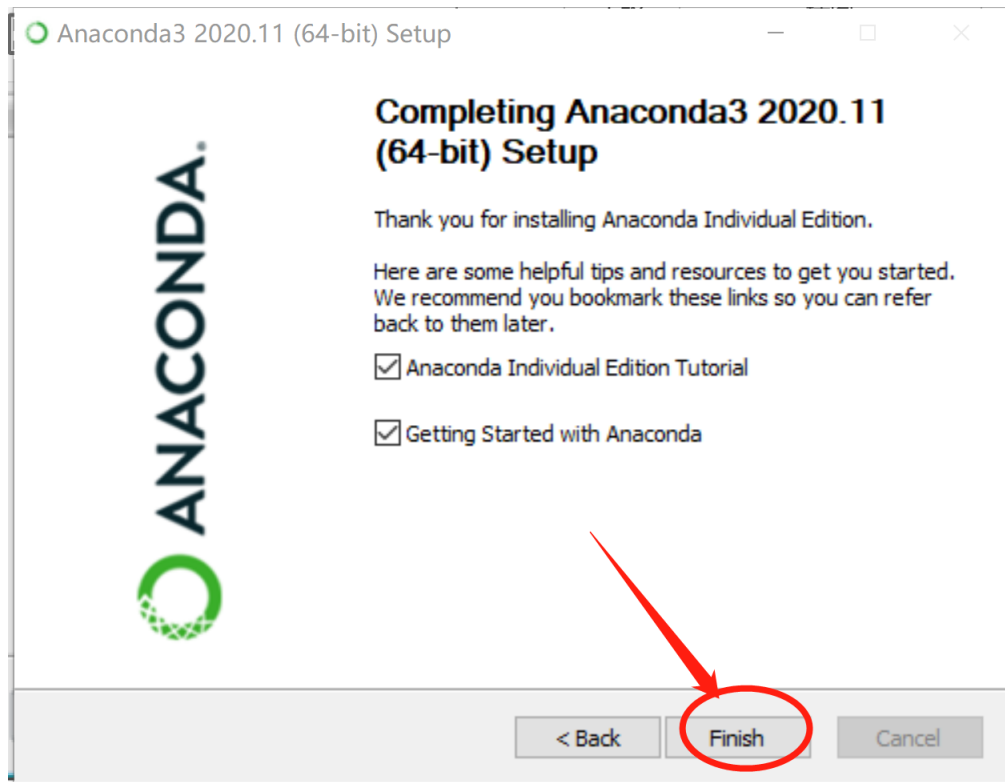 Anaconda3 2020.11 (64-bit) Setup
Completing Anaconda3 2020.11
(64-bit) Setup
Thank you for installing Anaconda Individual Edition.
Here are some helpful tips and resources to get you started.
We recommend you bookmark these links so you can refer
back to them later.
Anaconda Individual Edition Tutorial
Getting Started with Anaconda
ANACONDA.
< Back
Finish
Cancel